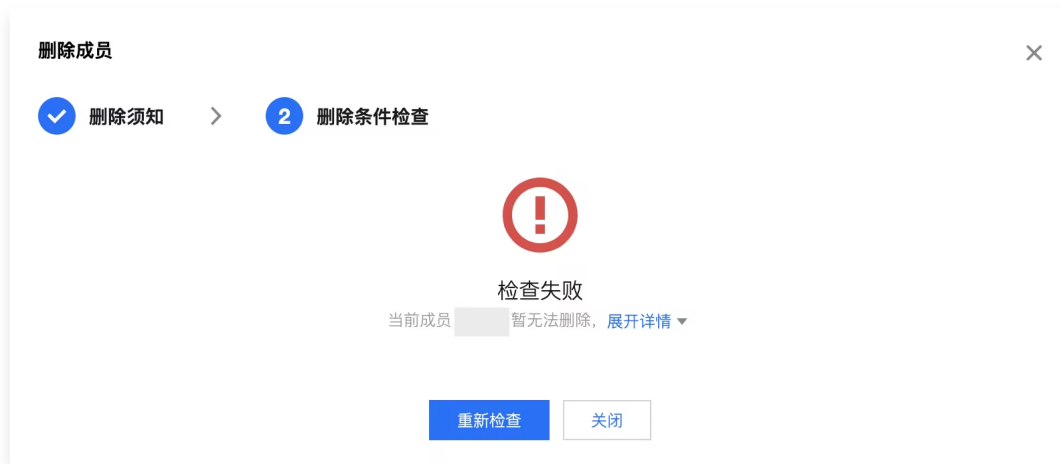 删除成员
删除须知
2 删除条件检查
检查失败
当前成员 暂无法删除，展开详情
重新检查 关闭